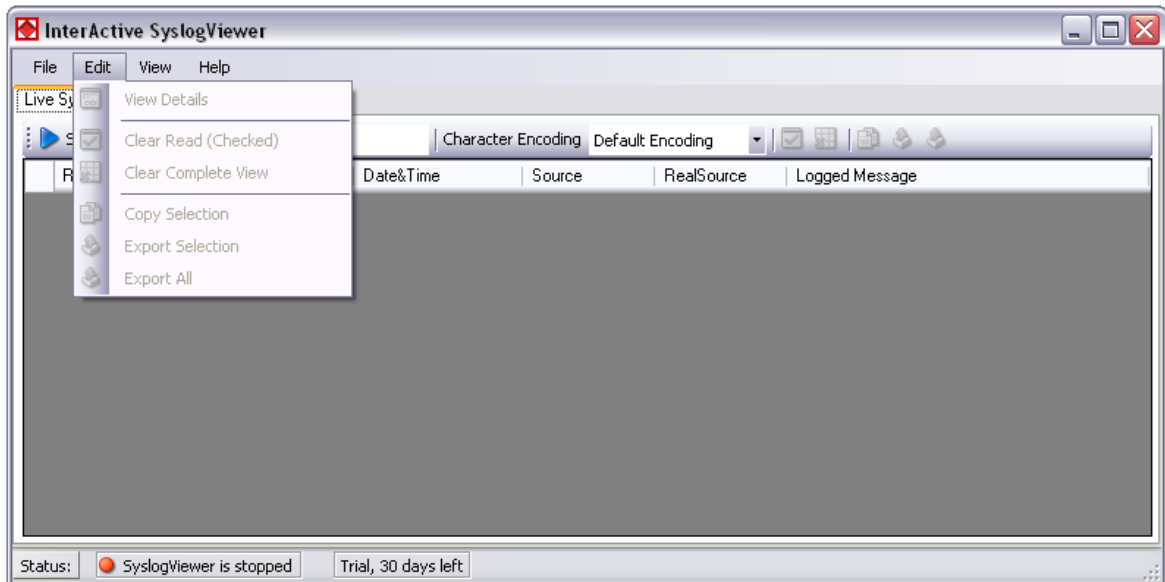 InterActive SyslogViewer
File Edit View Help
Live Sy
View Details
Clear Read (Checked)
Clear Complete View
Copy Selection
Export Selection
Export All
S
Character Encoding Default Encoding
R Date&Time Source RealSource Logged Message
Status: SyslogViewer is stopped Trial, 30 days left